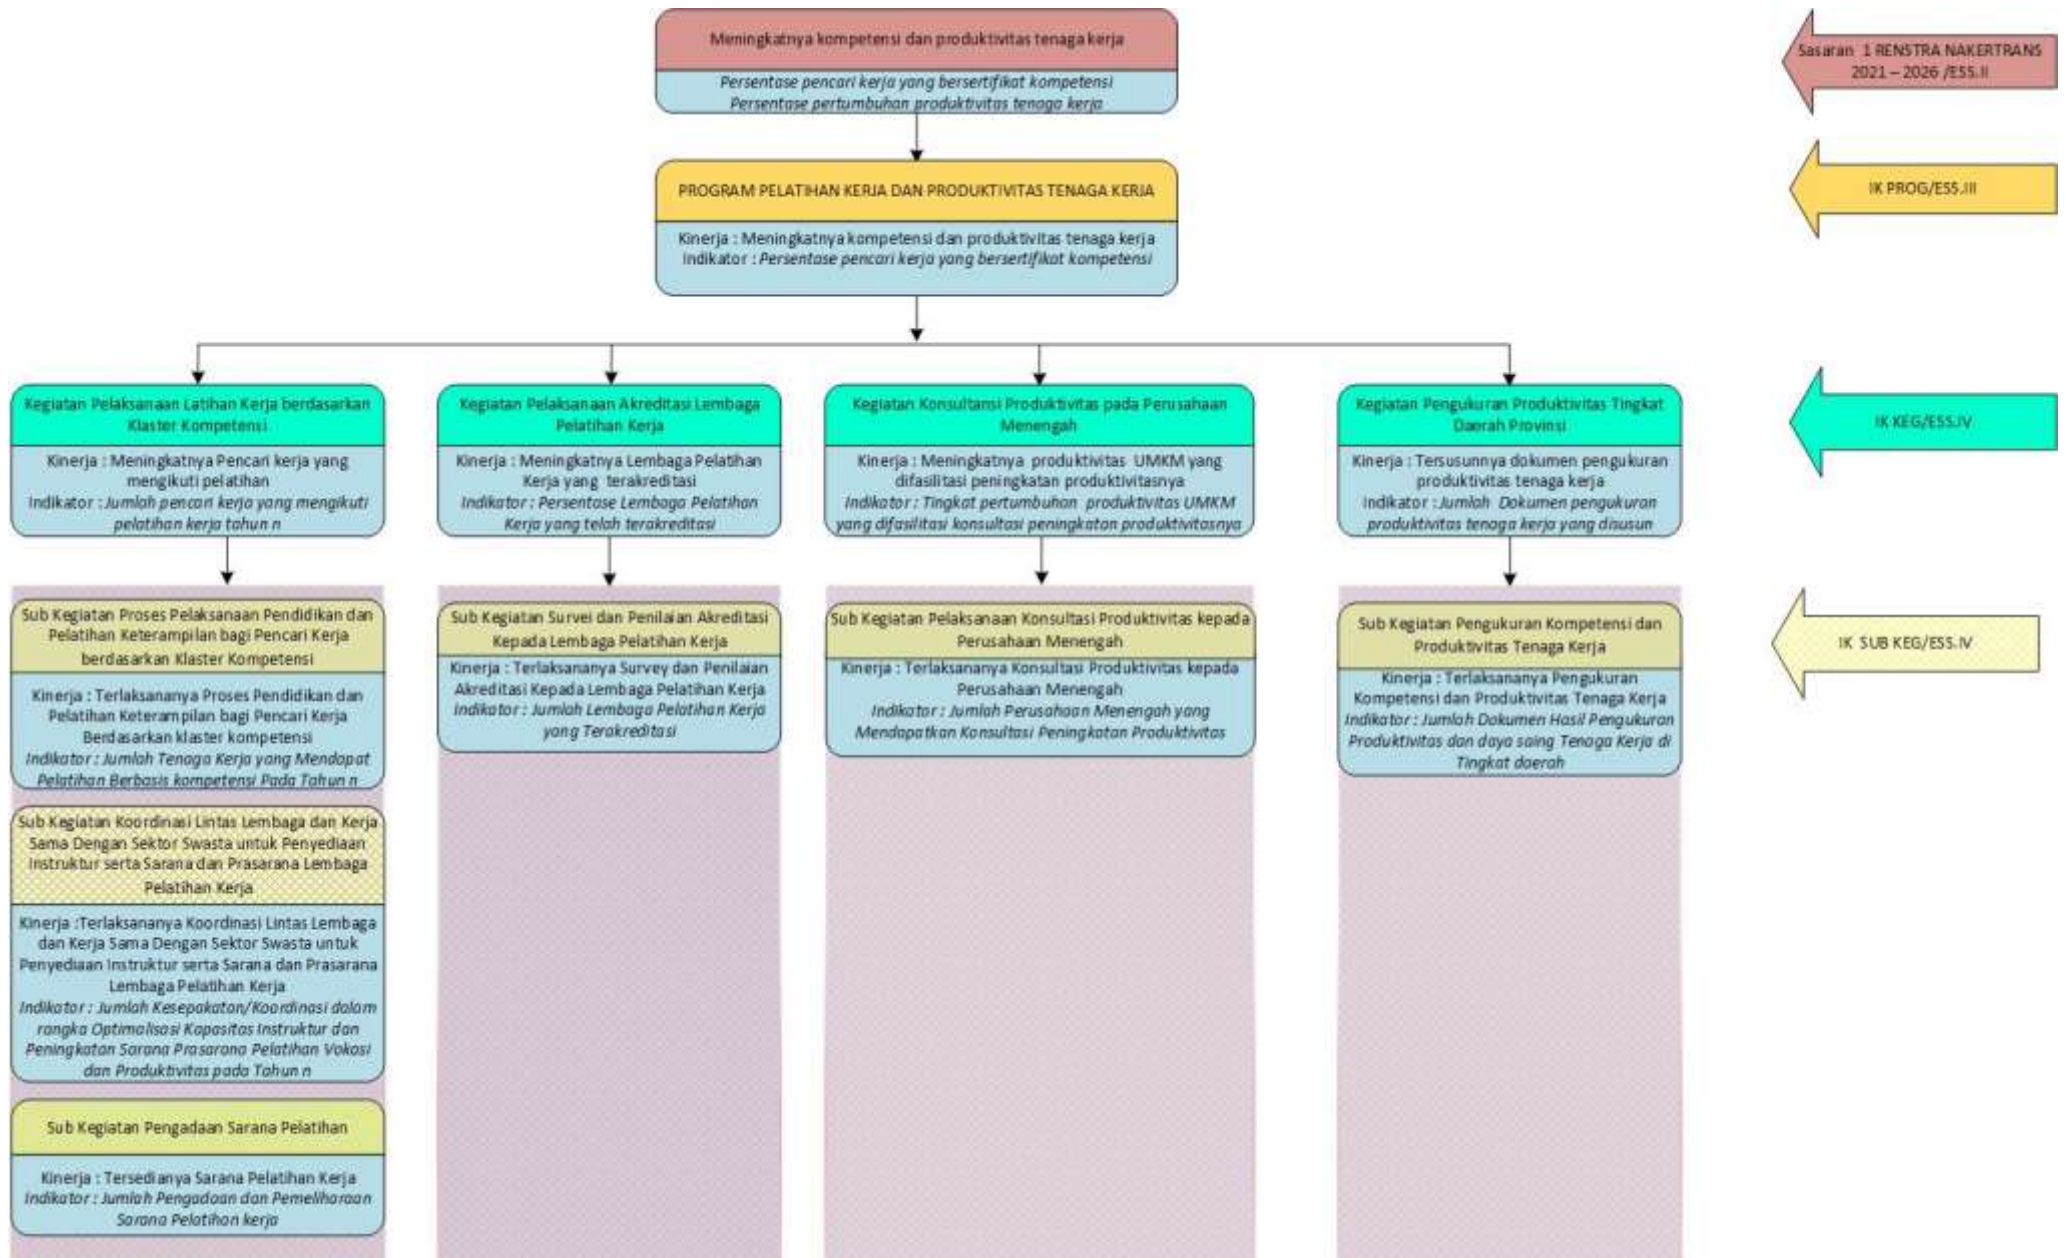 Meningkatnya kompetensi dan produktivitas tenaga kerja
Persentase pencari kerja yang bersertifikat kompetensi
Persentase pertumbuhan produktivitas tenaga kerja
Sasaran 1 RENSTRA NAKERTRANS
2021 – 2026 /ESS.II
PROGRAM PELATIHAN KERJA DAN PRODUKTIVITAS TENAGA KERJA
Kinerja : Meningkatnya kompetensi dan produktivitas tenaga kerja
Indikator : Persentase pencari kerja yang bersertifikat kompetensi
IK PROG/ESS.III
Kegiatan Pelaksanaan Latihan Kerja berdasarkan
Klaster Kompetensi
Kinerja : Meningkatnya Pencari kerja yang
mengikuti pelatihan
Indikator : Jumlah pencari kerja yang mengikuti
pelatihan kerja tahun n
Kegiatan Pelaksanaan Akreditasi Lembaga
Pelatihan Kerja
Kinerja : Meningkatnya Lembaga Pelatihan
Kerja yang terakreditasi
Indikator : Persentase Lembaga Pelatihan
Kerja yang telah terakreditasi
Kegiatan Konsultansi Produktivitas pada Perusahaan
Menengah
Kinerja : Meningkatnya produktivitas UMKM yang
difasilitasi peningkatan produktivitasnya
Indikator : Tingkat pertumbuhan produktivitas UMKM
yang difasilitasi konsultasi peningkatan produktivitasnya
Kegiatan Pengukuran Produktivitas Tingkat
Daerah Provinsi
Kinerja : Tersusunnya dokumen pengukuran
produktivitas tenaga kerja
Indikator : Jumlah Dokumen pengukuran
produktivitas tenaga kerja yang disusun
IK KEG/ESS.IV
Sub Kegiatan Proses Pelaksanaan Pendidikan dan
Pelatihan Keterampilan bagi Pencari Kerja
berdasarkan Klaster Kompetensi
Kinerja : Terlaksananya Proses Pendidikan dan
Pelatihan Keterampilan bagi Pencari Kerja
Berdasarkan klaster kompetensi
Indikator : Jumlah Tenaga Kerja yang Mendapat
Pelatihan Berbasis kompetensi Pada Tahun n
Sub Kegiatan Koordinasi Lintas Lembaga dan Kerja
Sama Dengan Sektor Swasta untuk Penyediaan
Instruktur serta Sarana dan Prasarana Lembaga
Pelatihan Kerja
Kinerja :Terlaksananya Koordinasi Lintas Lembaga
dan Kerja Sama Dengan Sektor Swasta untuk
Penyediaan Instruktur serta Sarana dan Prasarana
Lembaga Pelatihan Kerja
Indikator : Jumlah Kesepakatan/Koordinasi dalam
rangka Optimalisasi Kapasitas Instruktur dan
Peningkatan Sarana Prasarana Pelatihan Vokasi
dan Produktivitas pada Tahun n
Sub Kegiatan Pengadaan Sarana Pelatihan
Kinerja : Tersedianya Sarana Pelatihan Kerja
Indikator : Jumlah Pengadaan dan Pemeliharaan
Sarana Pelatihan kerja
Sub Kegiatan Survei dan Penilaian Akreditasi
Kepada Lembaga Pelatihan Kerja
Kinerja : Terlaksananya Survey dan Penilaian
Akreditasi Kepada Lembaga Pelatihan Kerja
Indikator : Jumlah Lembaga Pelatihan Kerja
yang Terakreditasi
Sub Kegiatan Pelaksanaan Konsultasi Produktivitas kepada
Perusahaan Menengah
Kinerja : Terlaksananya Konsultasi Produktivitas kepada
Perusahaan Menengah
Indikator : Jumlah Perusahaan Menengah yang
Mendapatkan Konsultasi Peningkatan Produktivitas
Sub Kegiatan Pengukuran Kompetensi dan
Produktivitas Tenaga Kerja
Kinerja : Terlaksananya Pengukuran
Kompetensi dan Produktivitas Tenaga Kerja
Indikator : Jumlah Dokumen Hasil Pengukuran
Produktivitas dan daya saing Tenaga Kerja di
Tingkat daerah
IK SUB KEG/ESS.IV